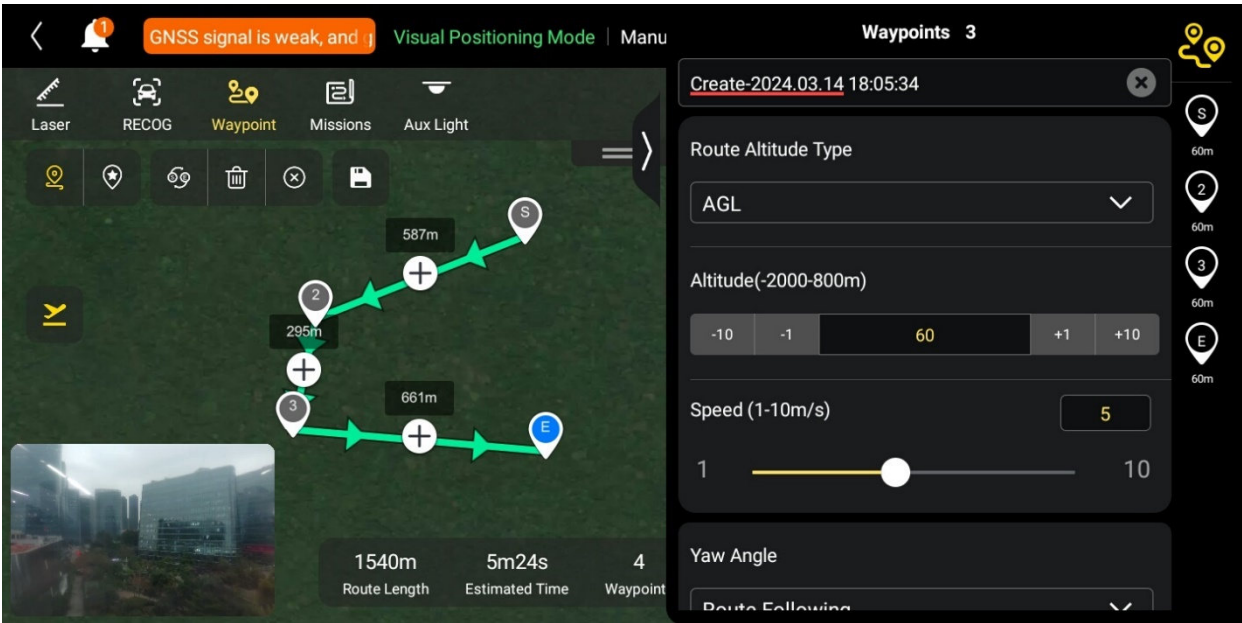 1
GNSS signal is weak, and
Visual Positioning Mode | Manu
Laser
RECOG
Waypoint
Missions
Aux Light
S
587m
2
295m
3
661m
E
1540m
Route Length
5m24s
Estimated Time
4
Waypoint
Waypoints 3
Create-2024.03.14 18:05:34
Route Altitude Type
AGL
Altitude(-2000-800m)
-10 -1 60 +1 +10
Speed (1-10m/s) 5
1 10
Yaw Angle
Route Following
S
60m
2
60m
3
60m
E
60m